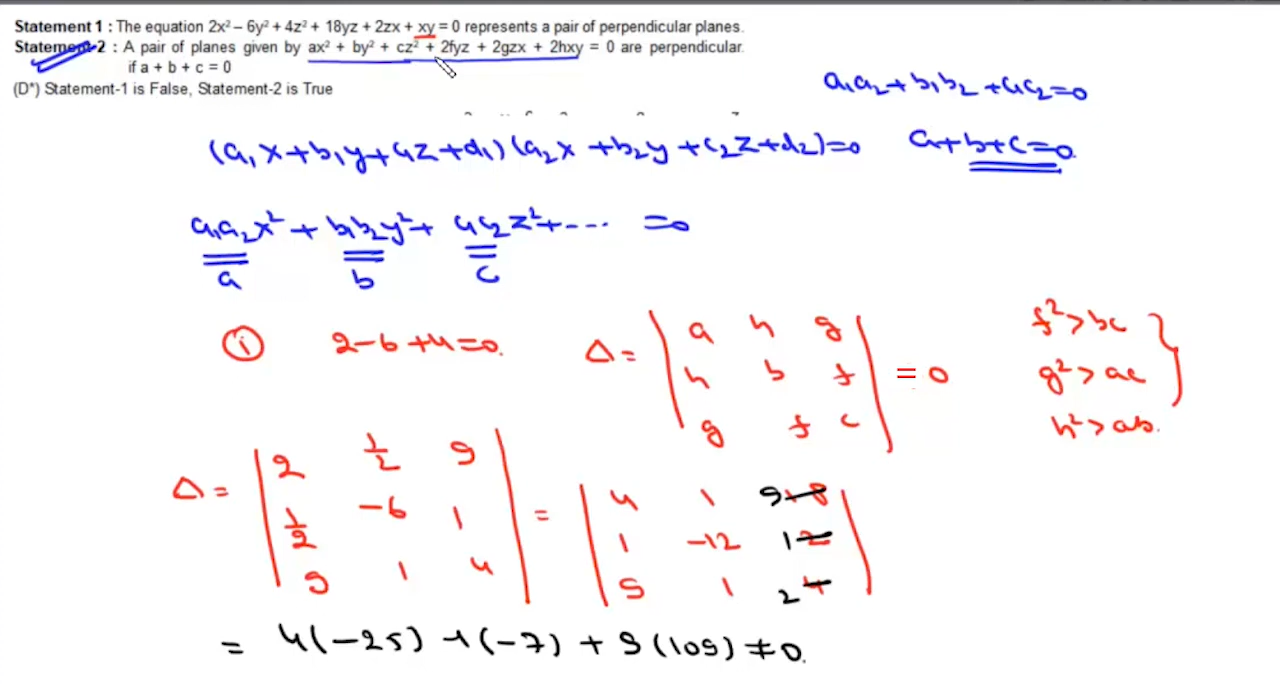 Statement 1 : The equation 2x² – 6y² + 4z² + 18yz + 2zx + xy = 0 represents a pair of perpendicular planes.
Statement-2 : A pair of planes given by ax² + by² + cz² + 2fyz + 2gzx + 2hxy = 0 are perpendicular.
if a + b + c = 0
(D*) Statement-1 is False, Statement-2 is True
a₁a₂ + b₁b₂ + c₁c₂ = 0
(a₁x + b₁y + c₁z + d₁) (a₂x + b₂y + c₂z + d₂) = 0 a + b + c = 0.
a₁a₂x² + b₁b₂y² + c₁c₂z² + .... = 0
a b c
① 2 - 6 + 4 = 0.
Δ = | a h g | f² > bc }
| h b f | = 0 g² > ac
| g f c | h² > ab.
Δ = | 2 1/2 9 | = | 4 1 9 18 |
| 1/2 -6 1 | | 1 -12 1 2 |
| 9 1 4 | | 9 1 2 4 |
= 4(-25) -1(-7) + 9(109) ≠ 0.